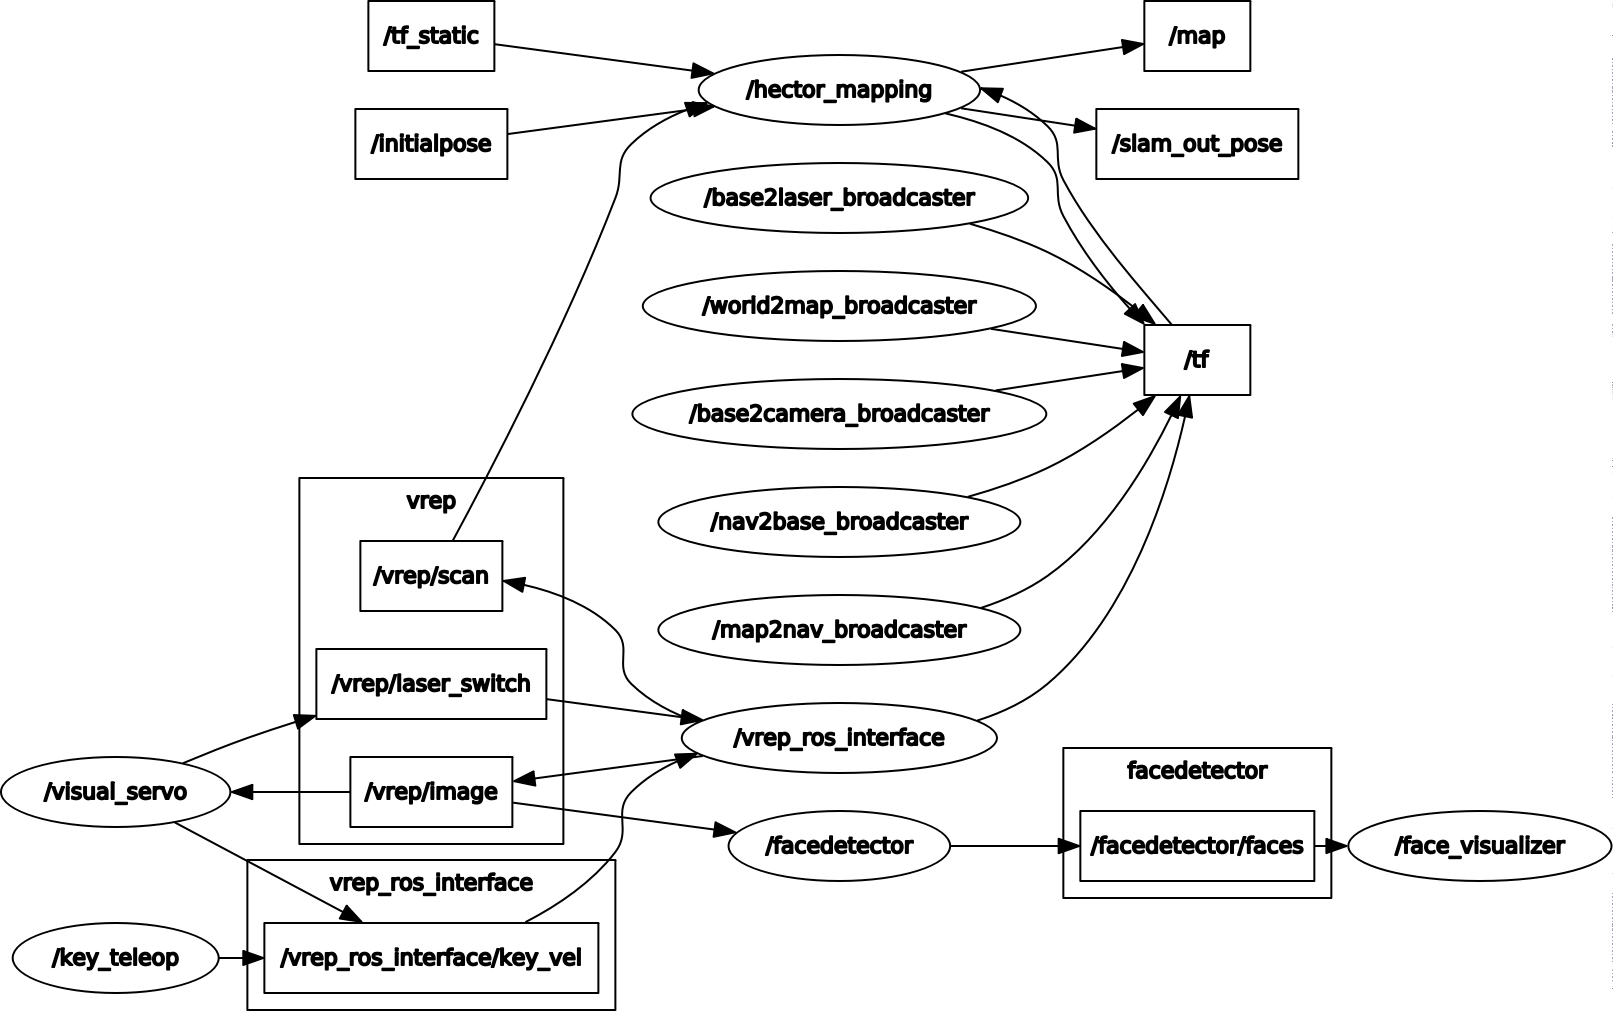 /tf_static
/map
/hector_mapping
/initialpose
/slam_out_pose
/base2laser_broadcaster
/world2map_broadcaster
/tf
/base2camera_broadcaster
vrep
/nav2base_broadcaster
/vrep/scan
/map2nav_broadcaster
/vrep/laser_switch
/vrep_ros_interface
facedetector
/visual_servo
/vrep/image
/facedetector
/facedetector/faces
/face_visualizer
vrep_ros_interface
/key_teleop
/vrep_ros_interface/key_vel